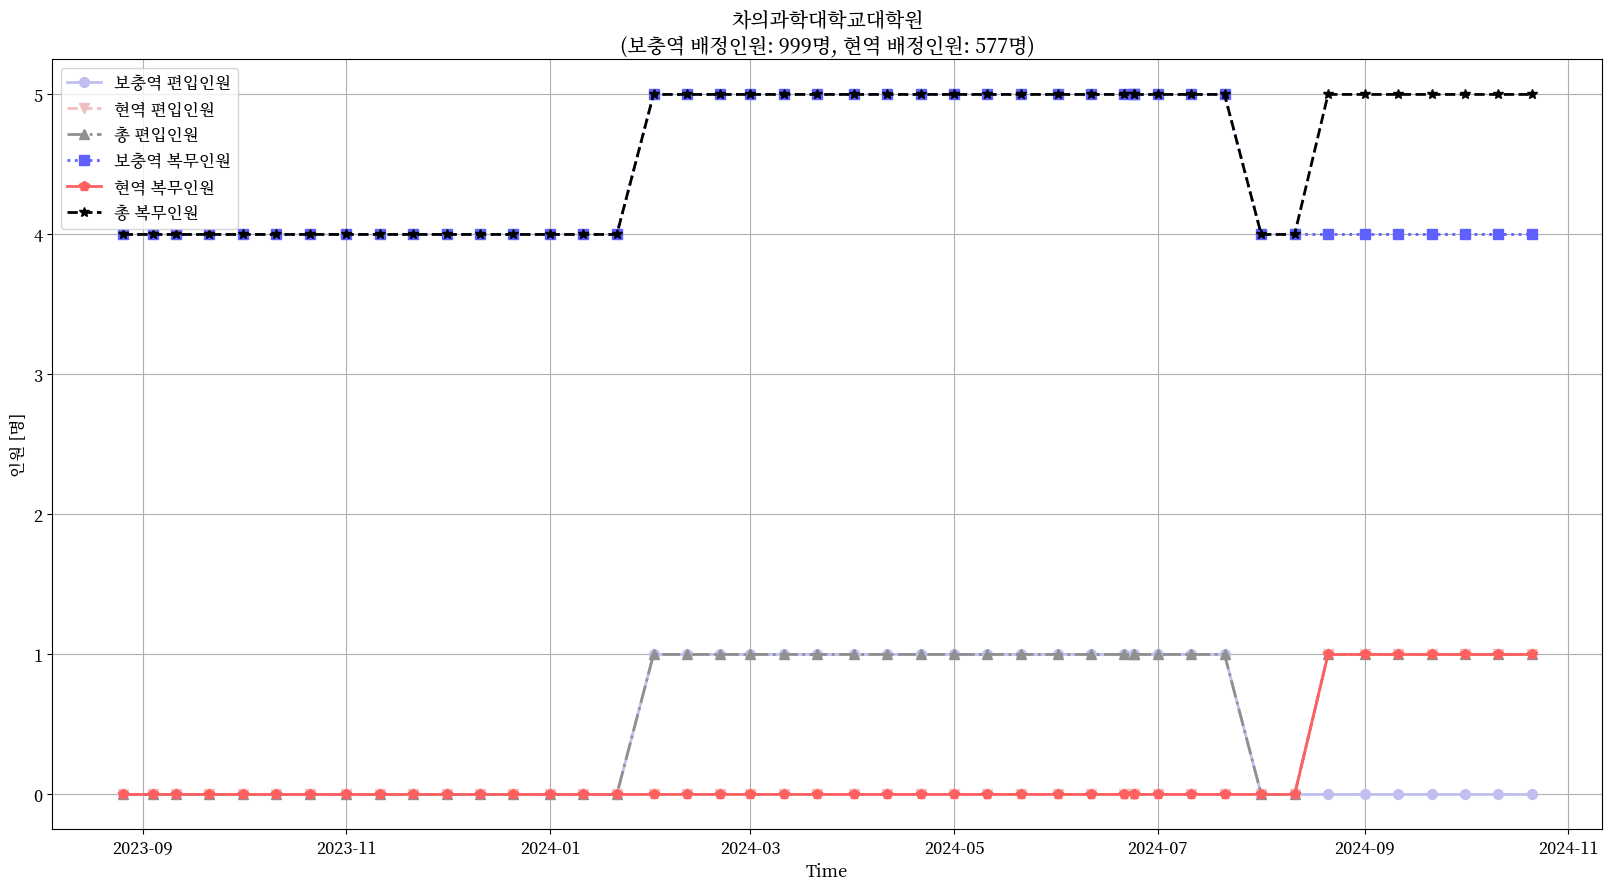 차의과학대학교대학원
(보충역 배정인원: 999명, 현역 배정인원: 577명)
보충역 편입인원
현역 편입인원
총 편입인원
보충역 복무인원
현역 복무인원
총 복무인원
5
4
3
2
1
0
인원 [명]
2023-09
2023-11
2024-01
2024-03
2024-05
2024-07
2024-09
2024-11
Time